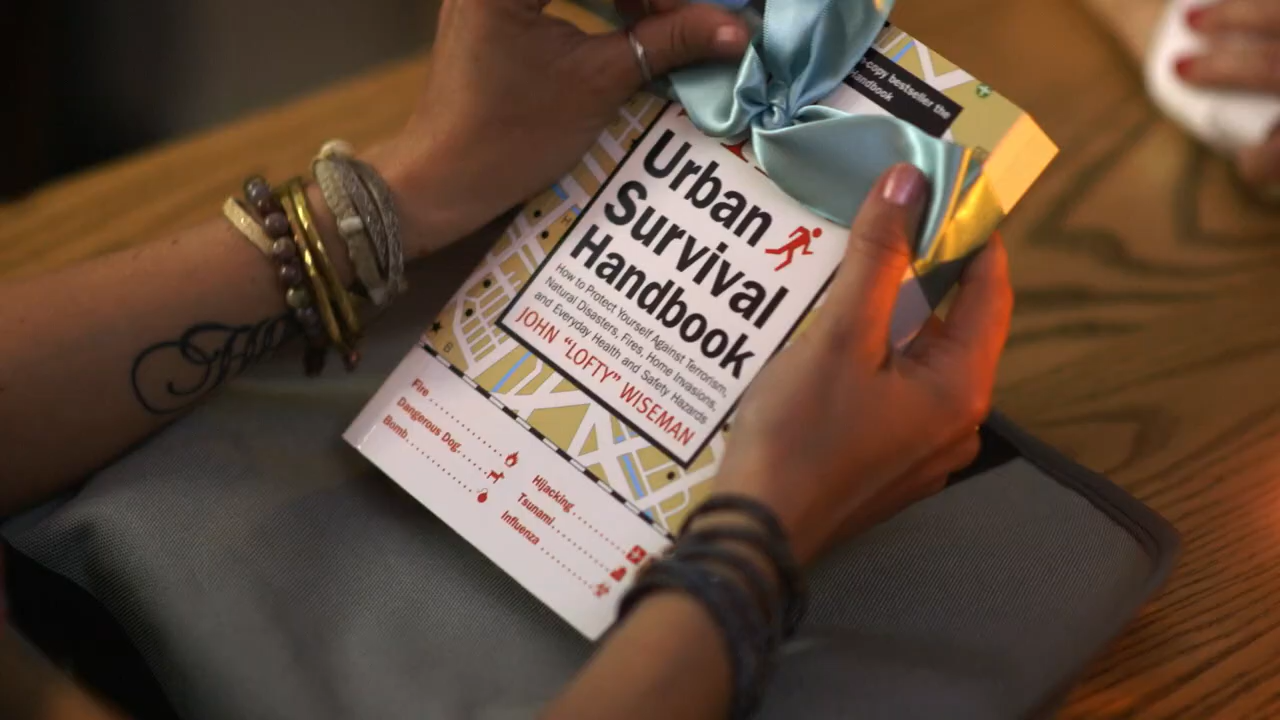 -copy bestseller the
Handbook
Urban
Survival
Handbook
How to Protect Yourself Against Terrorism,
Natural Disasters, Fires, Home Invasions,
and Everyday Health and Safety Hazards
JOHN "LOFTY" WISEMAN
Fire
Dangerous Dog
Bomb
Hijacking
Tsunami
Influenza
B
H